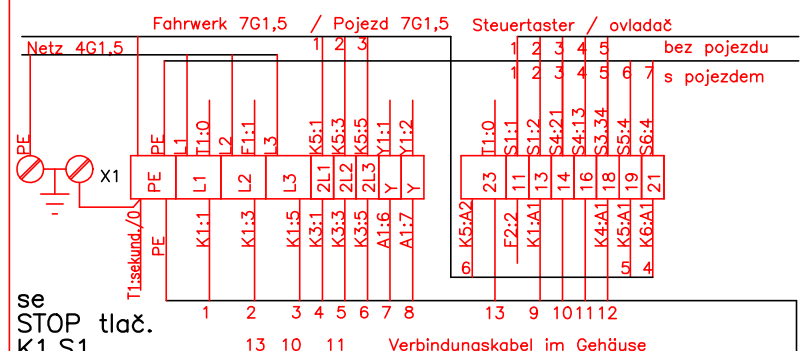 Fahrwerk 7G1,5 / Pojezd 7G1,5 Steuertaster / ovladač
Netz 4G1,5
1 2 3
1 2 3 4 5 bez pojezdu
1 2 3 4 5 6 7 s pojezdem
PE PE L1 T1:0 L2 F1:1 L3 K5:1 K5:3 K5:5 Y1:1 Y1:2 T1:0 S1:1 S1:2 S4:21 S4:13 S3.34 S5:4 S6:4
X1 PE L1 L2 L3 2L1 2L2 2L3 Y Y 23 11 13 14 16 18 19 21
T1:sekund./0 PE K1:1 K1:3 K1:5 K3:1 K3:3 K3:5 A1:6 A1:7 K5:A2 F2:2 K1:A1 K4:A1 K5:A1 K6:A1
6 5 4
1 2 3 4 5 6 7 8 13 9 10 11 12
se
STOP tlač.
K1 S1
13 10 11 Verbindungskabel im Gehäuse